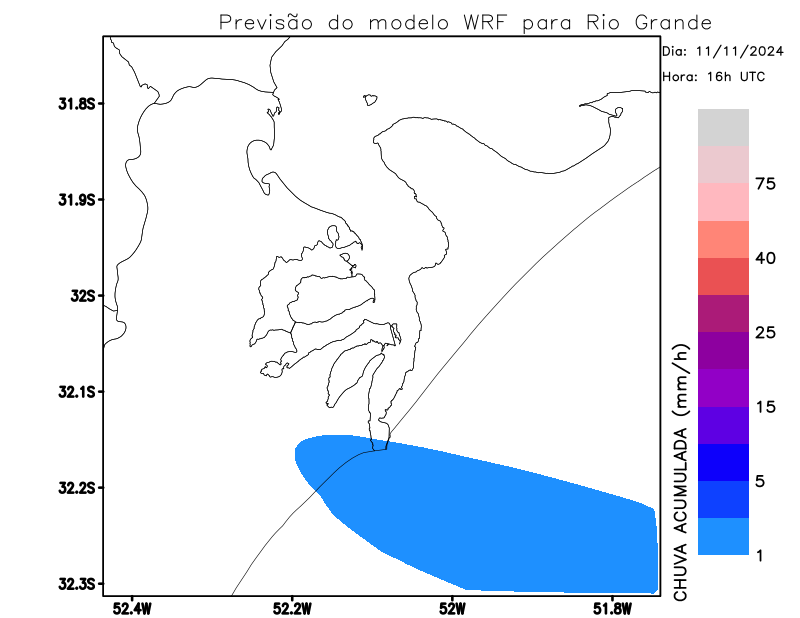 Previsão do modelo WRF para Rio Grande
Dia: 11/11/2024
Hora: 16h UTC
31.8S
31.9S
32S
32.1S
32.2S
32.3S
52.4W
52.2W
52W
51.8W
CHUVA ACUMULADA (mm/h)
75
40
25
15
5
1